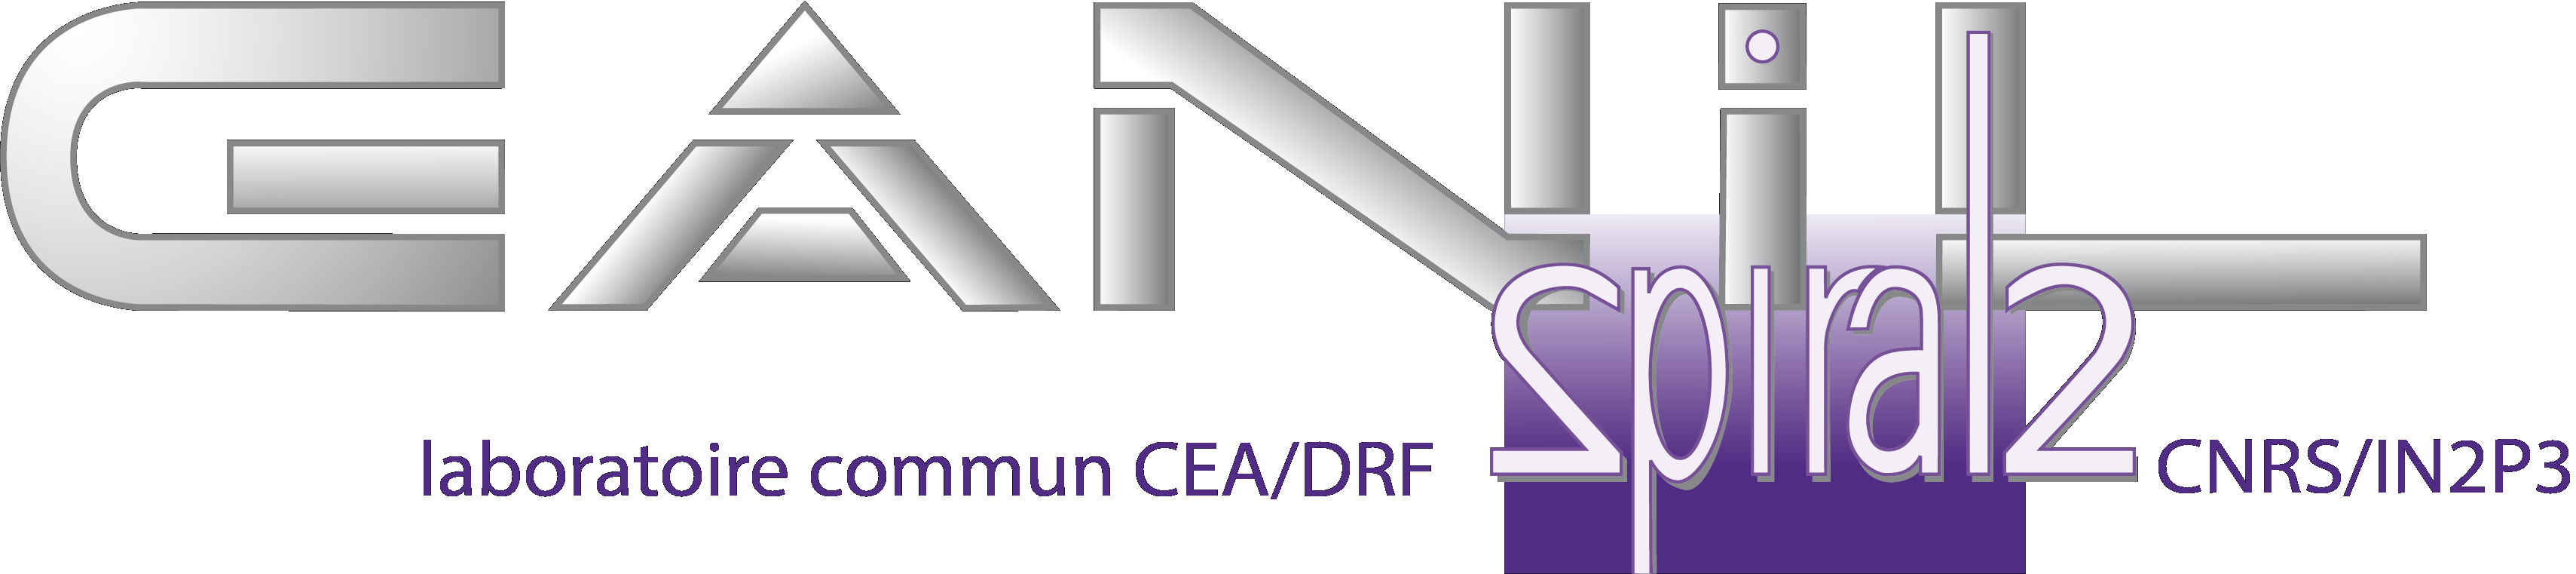 GANiL
Spiral2
laboratoire commun CEA/DRF CNRS/IN2P3